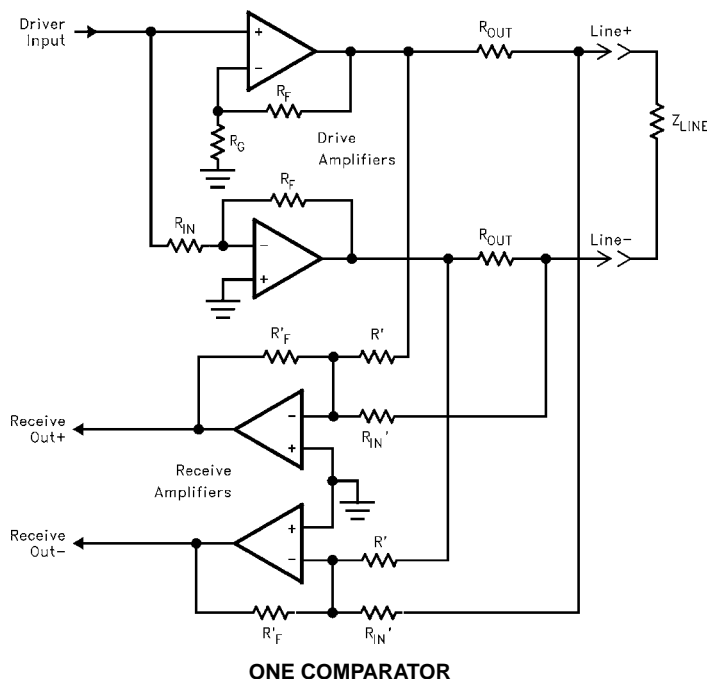 Driver
Input
+
−
R_F
R_G
Drive
Amplifiers
R_OUT
Line+
Z_LINE
R_IN
R_F
−
+
R_OUT
Line−
R'_F
R'
−
+
R_IN'
Receive
Out+
Receive
Amplifiers
+
−
R'
Receive
Out−
R'_F
R_IN'
ONE COMPARATOR